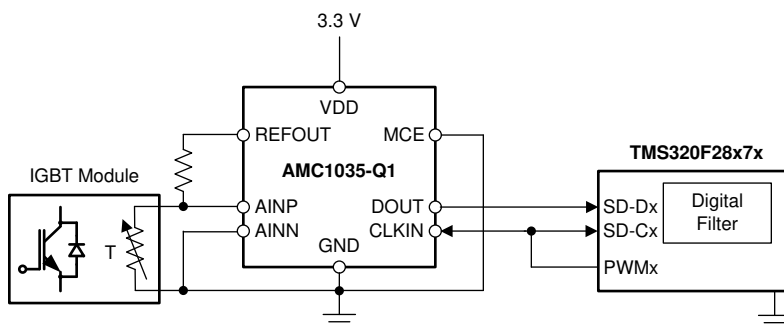 3.3 V
VDD
REFOUT
MCE
AMC1035-Q1
TMS320F28x7x
IGBT Module
Digital
Filter
T
AINP
DOUT
SD-Dx
AINN
CLKIN
SD-Cx
GND
PWMx